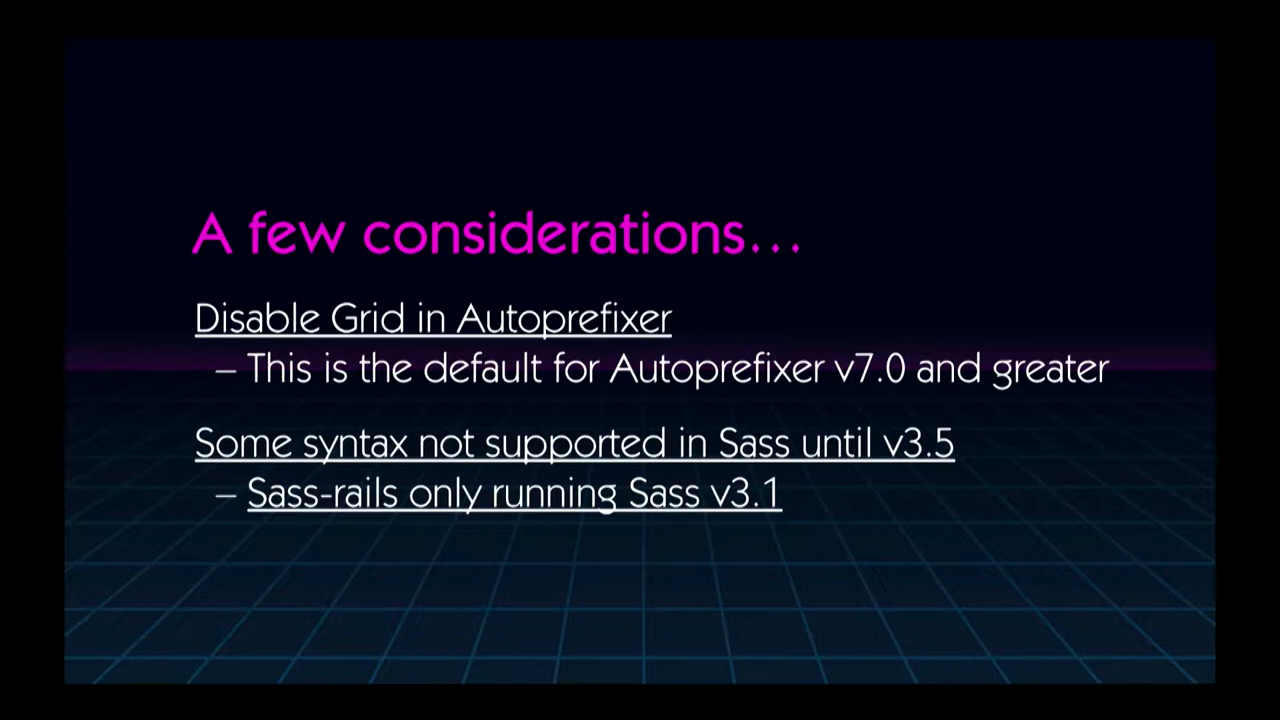 A few considerations…
Disable Grid in Autoprefixer
– This is the default for Autoprefixer v7.0 and greater
Some syntax not supported in Sass until v3.5
– Sass-rails only running Sass v3.1